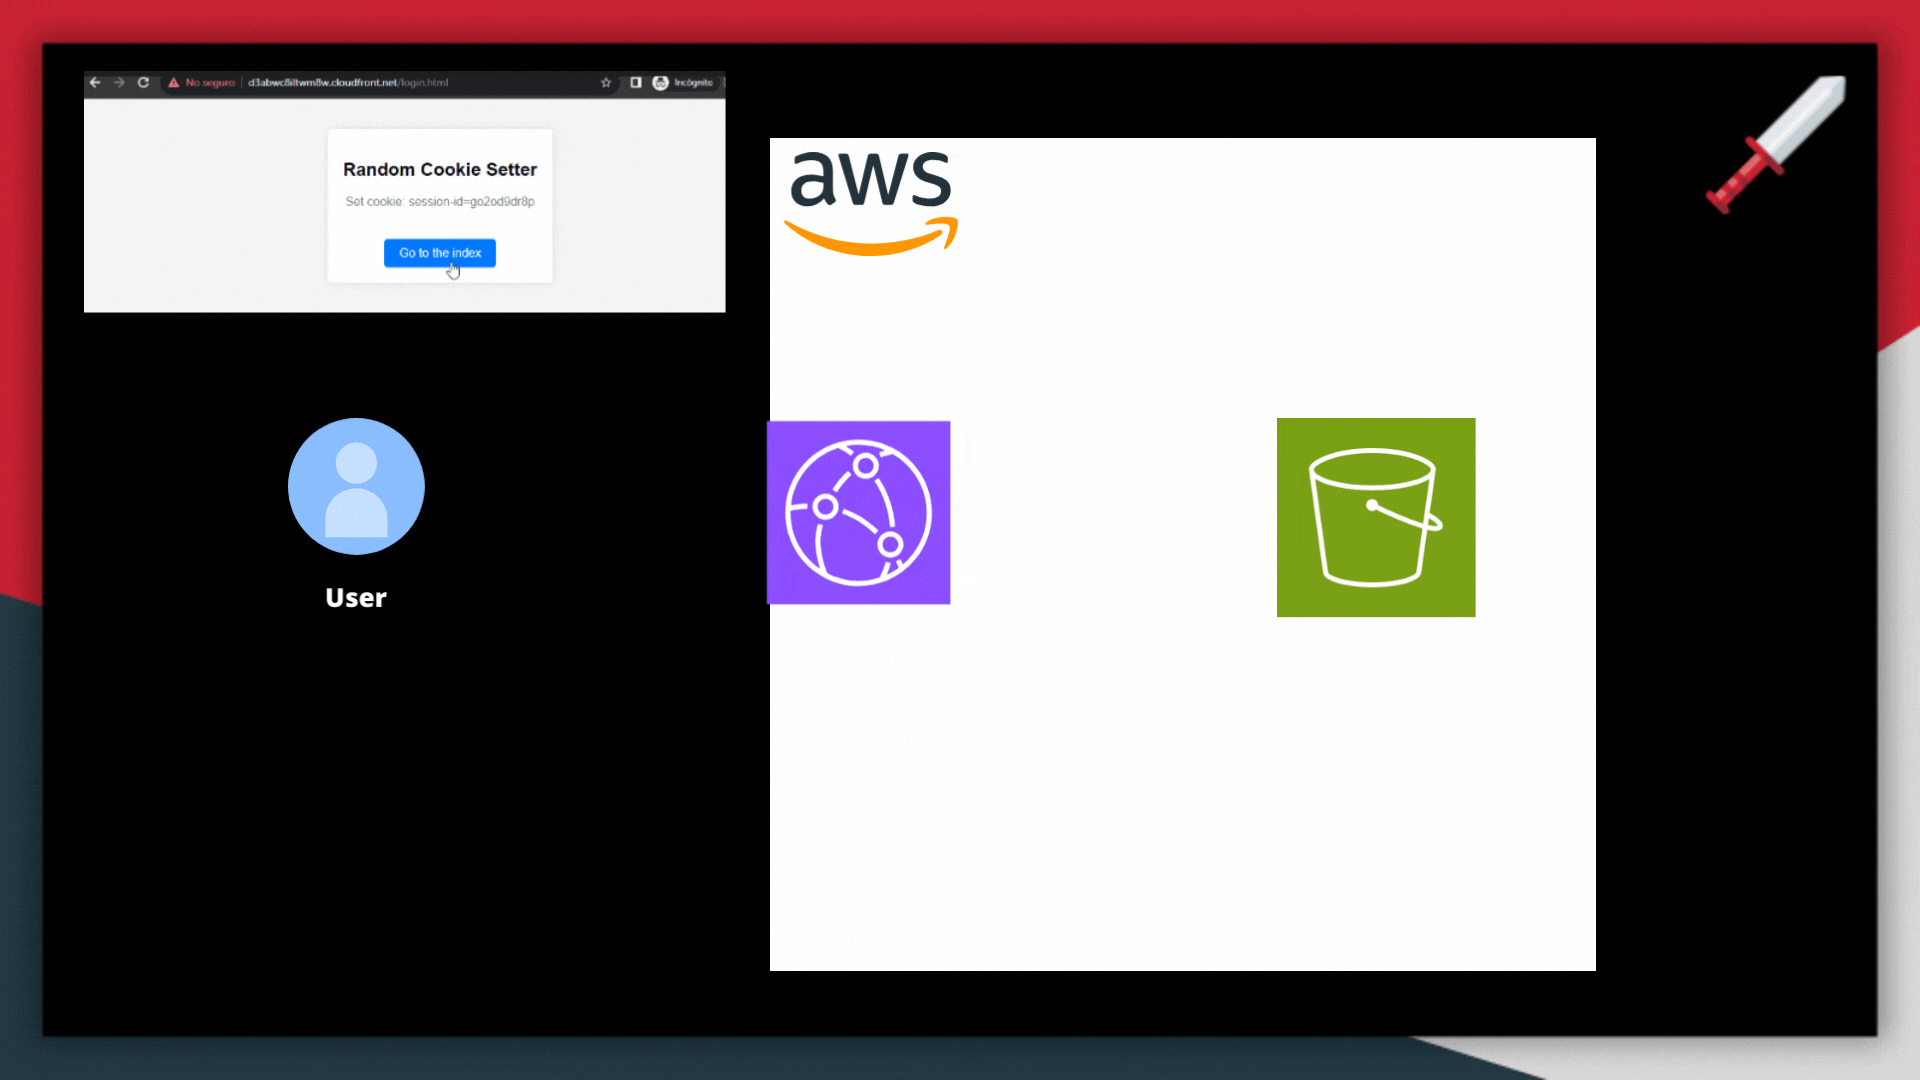 No seguro d3abwc8iltwm8w.cloudfront.net/login.html Incógnito
Random Cookie Setter
Set cookie: session-id=go2od9dr8p
Go to the index
aws
User